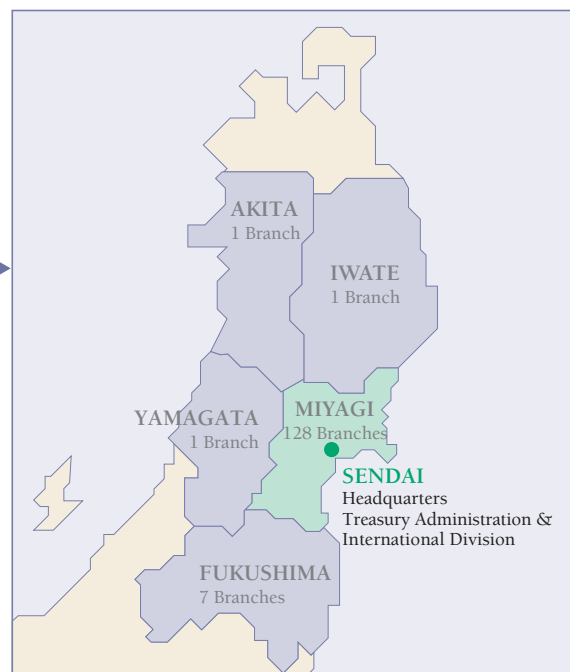 AKITA
1 Branch
IWATE
1 Branch
YAMAGATA
1 Branch
MIYAGI
128 Branches
SENDAI
Headquarters
Treasury Administration &
International Division
FUKUSHIMA
7 Branches